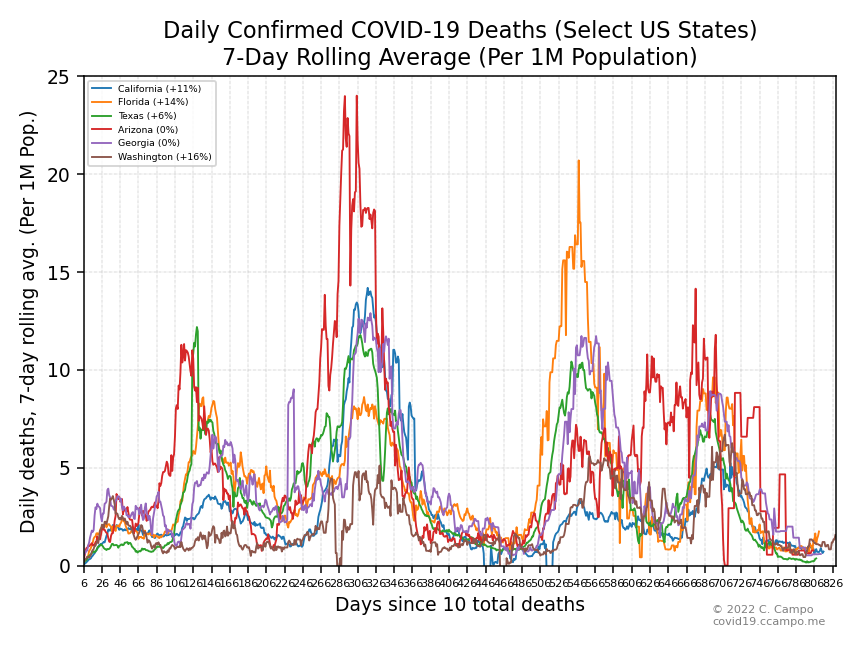 Daily Confirmed COVID-19 Deaths (Select US States)
7-Day Rolling Average (Per 1M Population)
Daily deaths, 7-day rolling avg. (Per 1M Pop.)
25
20
15
10
5
0
California (+11%)
Florida (+14%)
Texas (+6%)
Arizona (0%)
Georgia (0%)
Washington (+16%)
6 26 46 66 86 106 126 146 166 186 206 226 246 266 286 306 326 346 366 386 406 426 446 466 486 506 526 546 566 586 606 626 646 666 686 706 726 746 766 786 806 826
Days since 10 total deaths
© 2022 C. Campo
covid19.ccampo.me